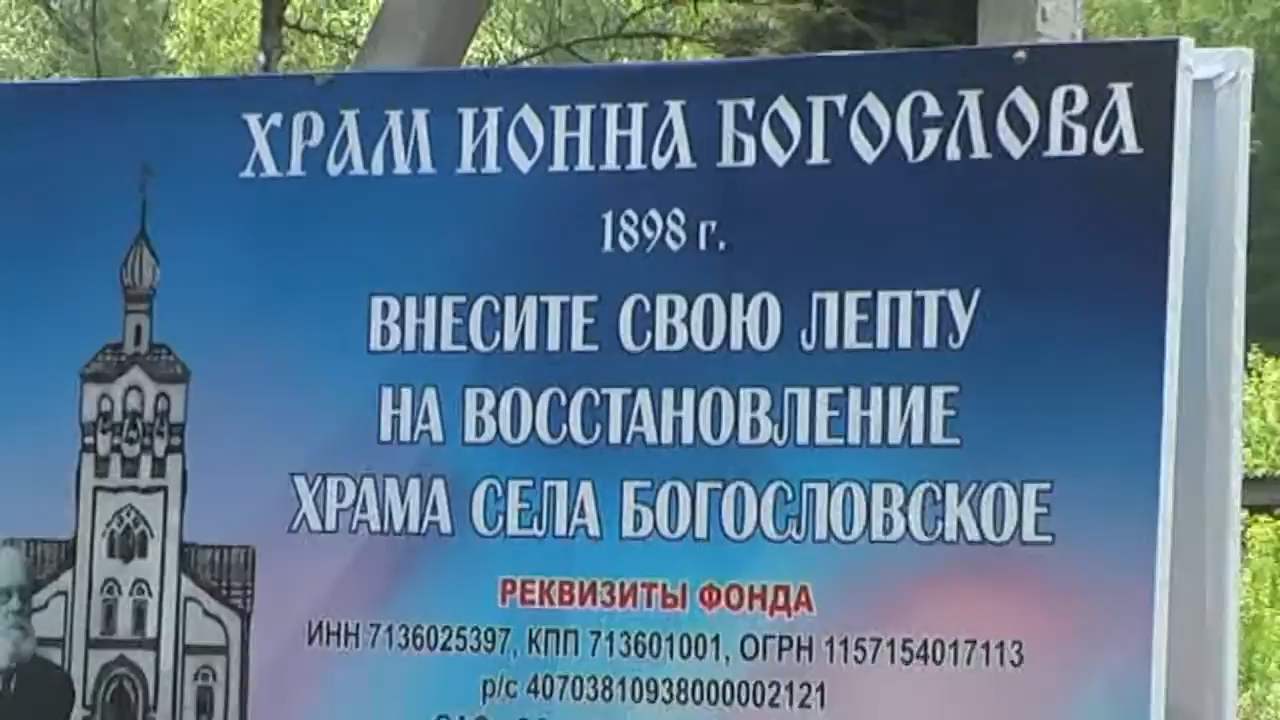 ХРАМ ИОННА БОГОСЛОВА
1898 г.
ВНЕСИТЕ СВОЮ ЛЕПТУ
НА ВОССТАНОВЛЕНИЕ
ХРАМА СЕЛА БОГОСЛОВСКОЕ
РЕКВИЗИТЫ ФОНДА
ИНН 7136025397, КПП 713601001, ОГРН 1157154017113
р/с 40703810938000002121